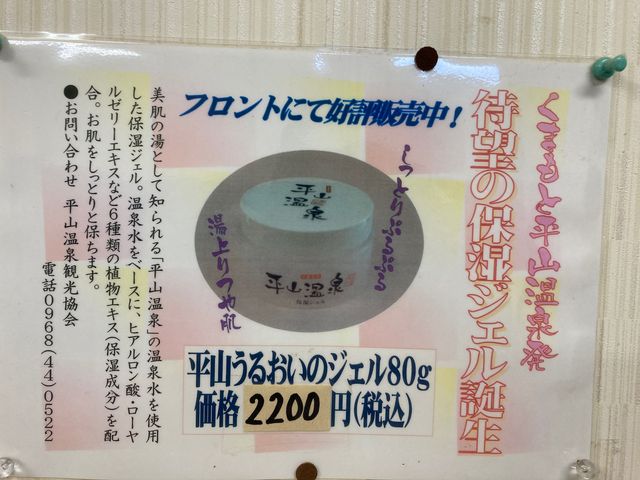 くまもと平山温泉発
待望の保湿ジェル誕生
フロントにて好評販売中！
しっとりぷるぷる
湯上りつや肌
平山温泉
平山温泉
保湿ジェル
平山うるおいのジェル80g
価格 2200円(税込)
美肌の湯として知られる「平山温泉」の温泉水を使用
した保湿ジェル。温泉水をベースに、ヒアルロン酸・ローヤ
ルゼリーエキスなど6種類の植物エキス(保湿成分)を配
合。お肌をしっとりと保ちます。
●お問い合わせ 平山温泉観光協会
電話0968(44)0522